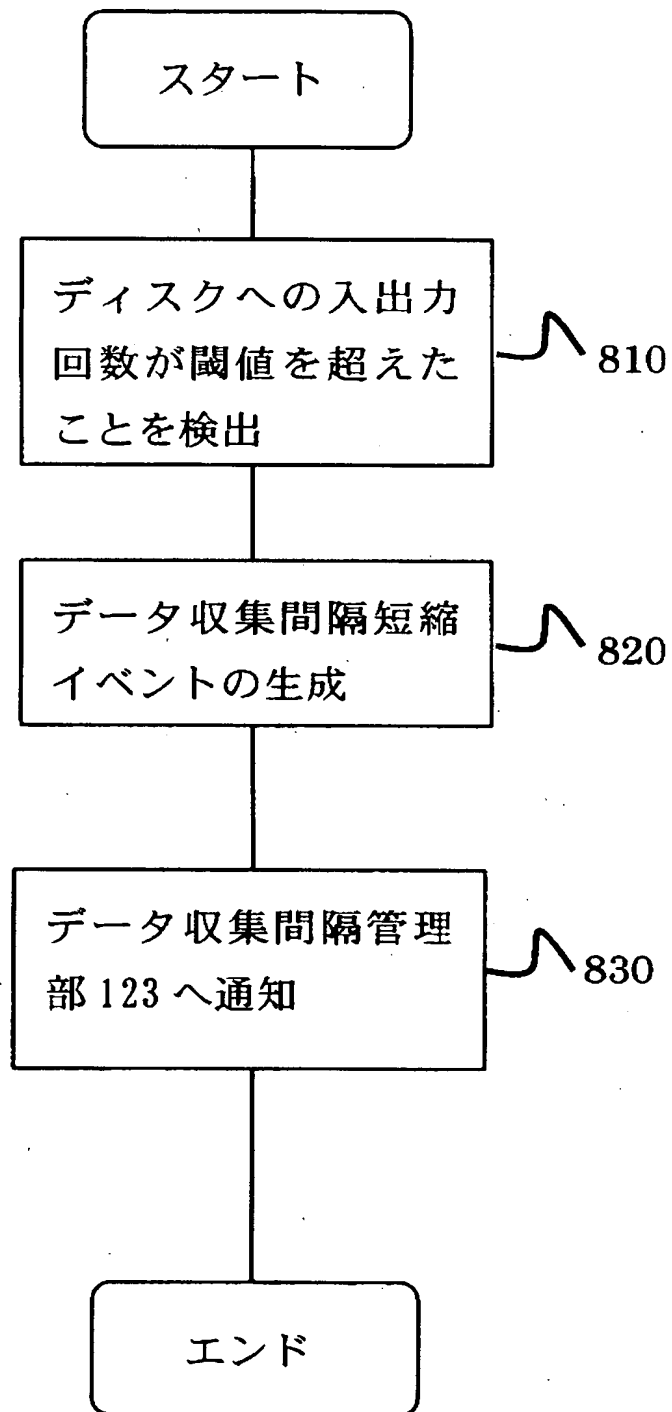 スタート
ディスクへの入出力
回数が閾値を超えた
ことを検出
810
データ収集間隔短縮
イベントの生成
820
データ収集間隔管理
部123へ通知
830
エンド